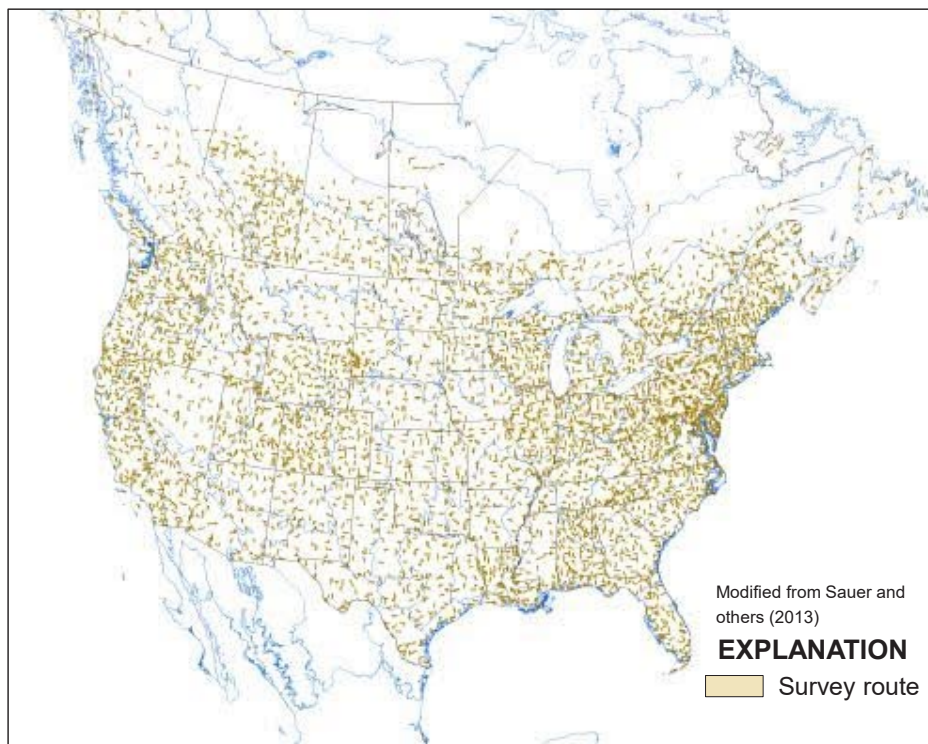 Modified from Sauer and
others (2013)
EXPLANATION
Survey route